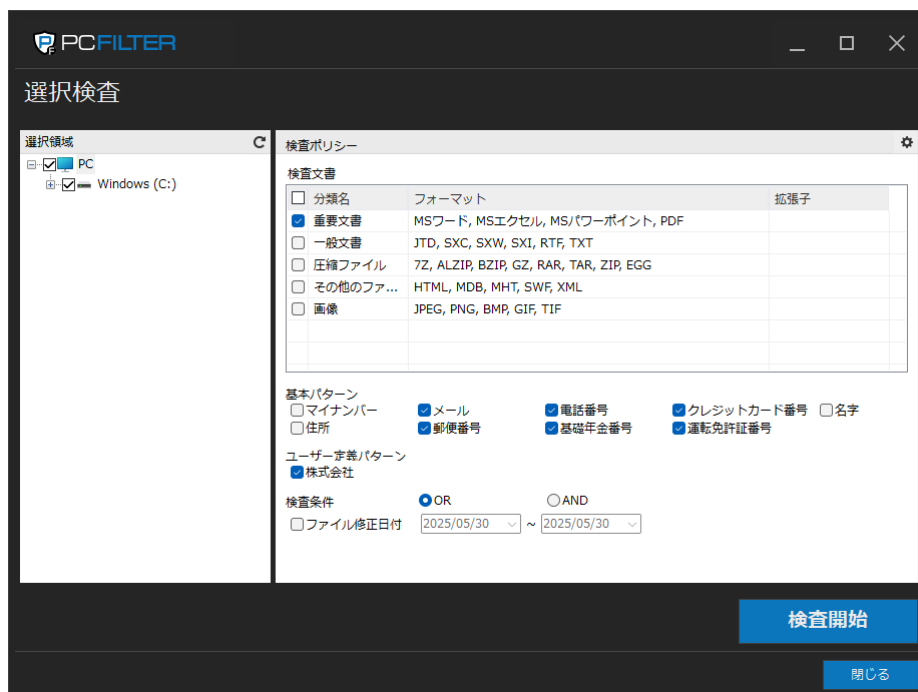 PCFILTER
選択検査
選択領域
PC
Windows (C:)
検査ポリシー
検査文書
分類名 フォーマット 拡張子
重要文書 MSワード, MSエクセル, MSパワーポイント, PDF
一般文書 JTD, SXC, SXW, SXI, RTF, TXT
圧縮ファイル 7Z, ALZIP, BZIP, GZ, RAR, TAR, ZIP, EGG
その他のファ... HTML, MDB, MHT, SWF, XML
画像 JPEG, PNG, BMP, GIF, TIF
基本パターン
マイナンバー メール 電話番号 クレジットカード番号 名字
住所 郵便番号 基礎年金番号 運転免許証番号
ユーザー定義パターン
株式会社
検査条件 OR AND
ファイル修正日付 2025/05/30 ~ 2025/05/30
検査開始
閉じる